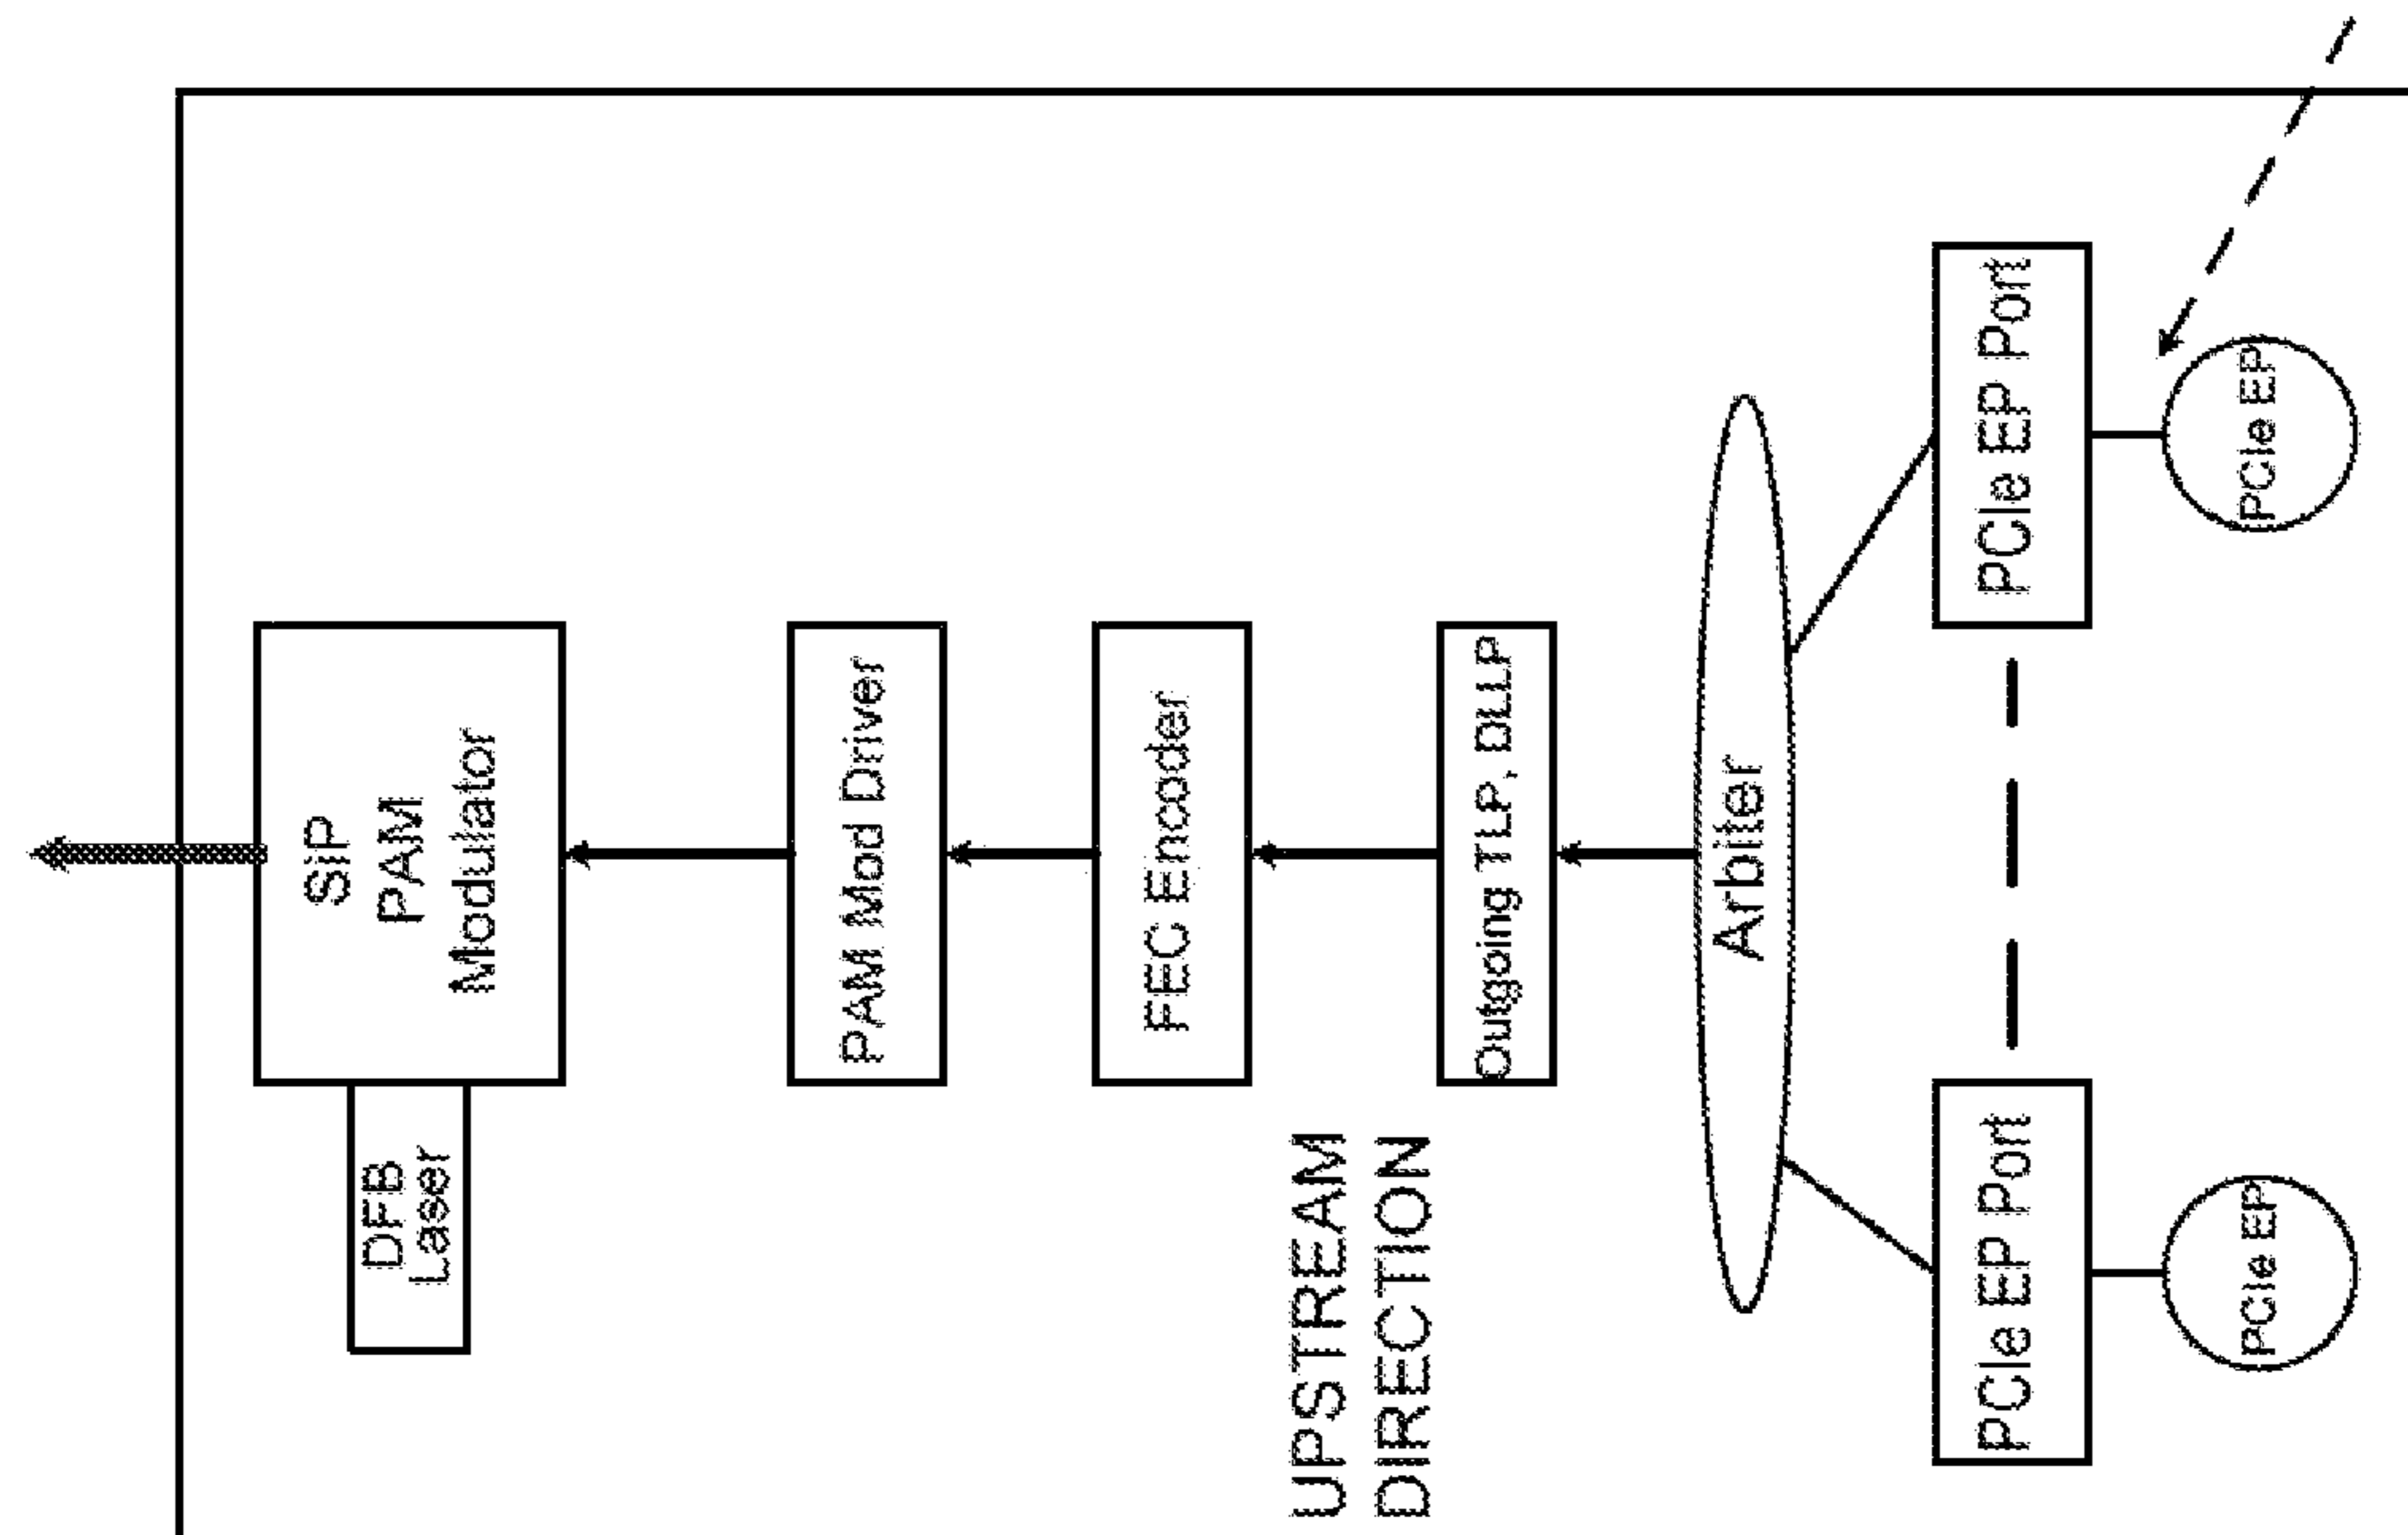 SiP
PAM
Modulator
DFB
Laser
PAM Mod Driver
FEC Encoder
UPSTREAM
DIRECTION
Outgoing TLP, DLLP
Arbiter
PCIe EP Port
PCIe EP Port
PCIe EP
PCIe EP